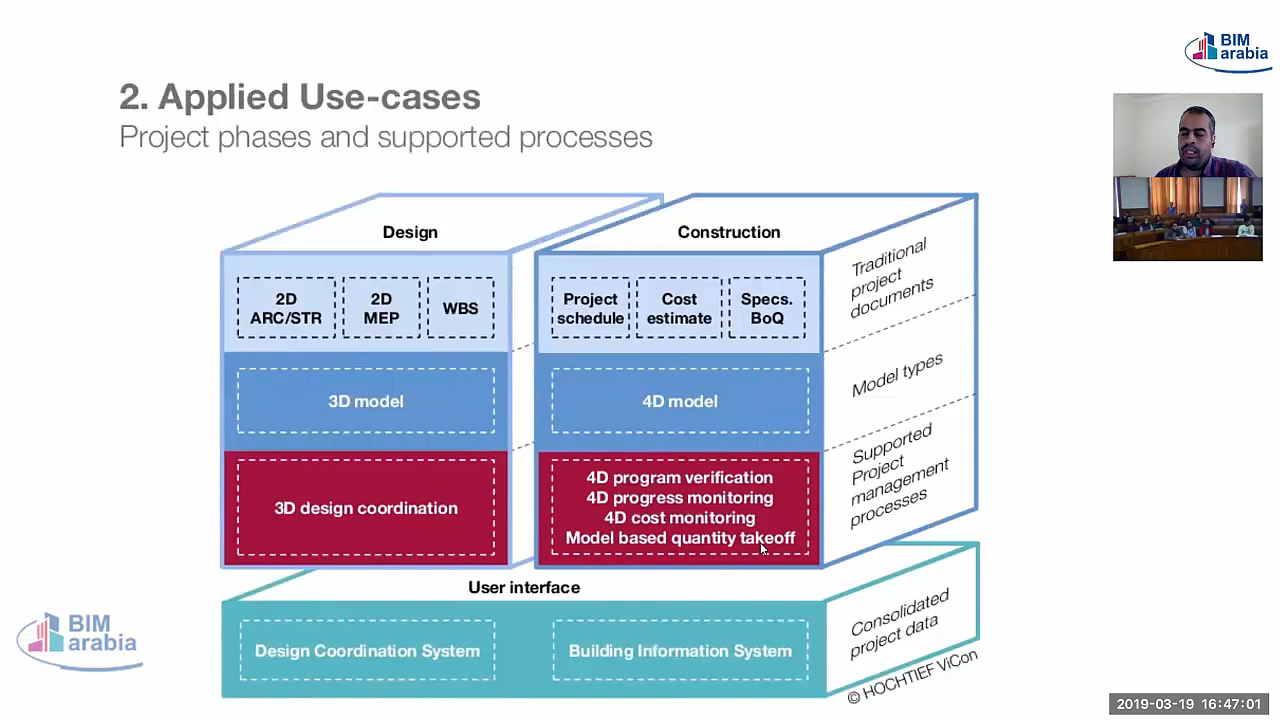 BIM
arabia
2. Applied Use-cases
Project phases and supported processes
Design
Construction
2D
ARC/STR
2D
MEP
WBS
Project
schedule
Cost
estimate
Specs.
BoQ
Traditional
project
documents
3D model
4D model
Model types
3D design coordination
4D program verification
4D progress monitoring
4D cost monitoring
Model based quantity takeoff
Supported
Project
management
processes
User interface
Design Coordination System
Building Information System
Consolidated
project data
© HOCHTIEF ViCon
BIM
arabia
2019-03-19 16:47:01